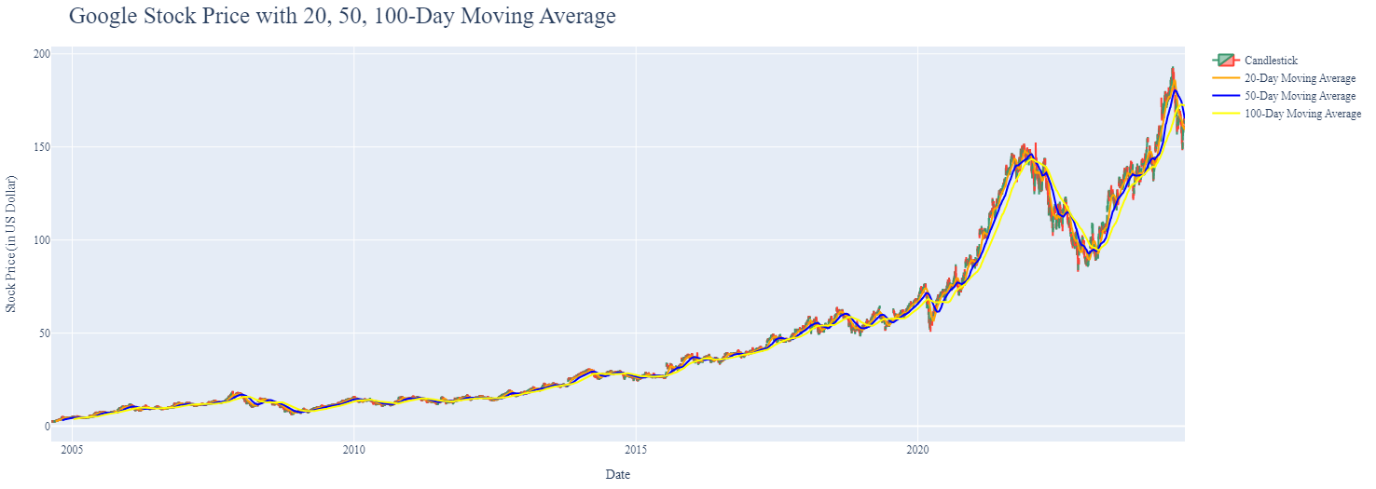 Google Stock Price with 20, 50, 100-Day Moving Average
200
150
100
50
0
Stock Price(in US Dollar)
2005
2010
2015
2020
Date
Candlestick
20-Day Moving Average
50-Day Moving Average
100-Day Moving Average